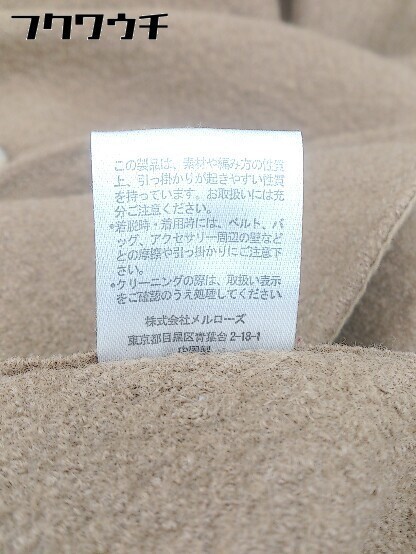 フクワウチ
この製品は、素材や編み方の性質
上、引っ掛かりが起きやすい性質
を持っています。お取扱いには充
分ご注意ください。
•着脱時・着用時には、ベルト、バ
ッグ、アクセサリー周辺の壁など
との摩擦や引っ掛かりにご注意下
さい。
•クリーニングの際は、取扱い表示
をご確認のうえ処理してください
株式会社メルローズ
東京都目黒区青葉台2-18-1
中国製